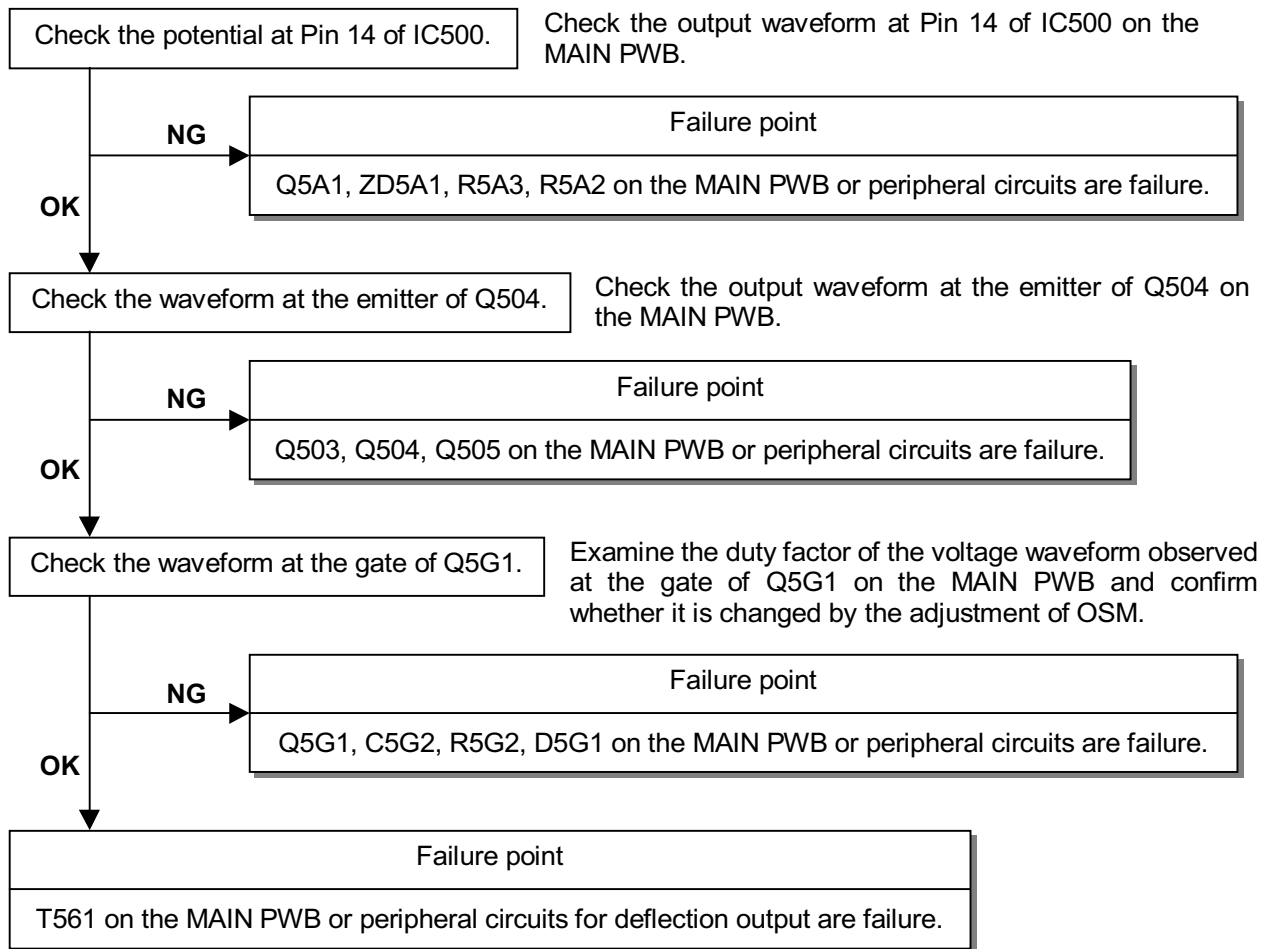 Check the potential at Pin 14 of IC500.
Check the output waveform at Pin 14 of IC500 on the
MAIN PWB.
NG
Failure point
Q5A1, ZD5A1, R5A3, R5A2 on the MAIN PWB or peripheral circuits are failure.
OK
Check the waveform at the emitter of Q504.
Check the output waveform at the emitter of Q504 on
the MAIN PWB.
NG
Failure point
Q503, Q504, Q505 on the MAIN PWB or peripheral circuits are failure.
OK
Check the waveform at the gate of Q5G1.
Examine the duty factor of the voltage waveform observed
at the gate of Q5G1 on the MAIN PWB and confirm
whether it is changed by the adjustment of OSM.
NG
Failure point
Q5G1, C5G2, R5G2, D5G1 on the MAIN PWB or peripheral circuits are failure.
OK
Failure point
T561 on the MAIN PWB or peripheral circuits for deflection output are failure.